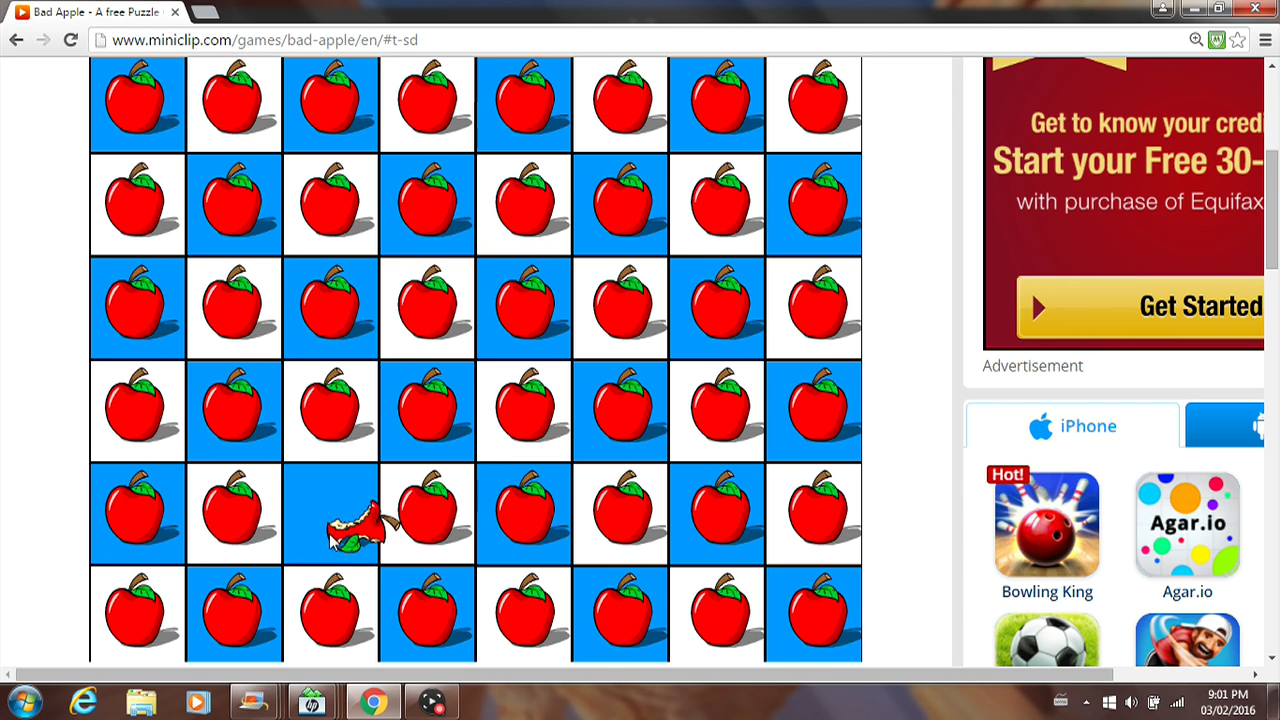 Bad Apple - A free Puzzle
www.miniclip.com/games/bad-apple/en/#t-sd
Get to know your credi
Start your Free 30-
with purchase of Equifax
Get Started
Advertisement
iPhone
Hot!
Agar.io
Bowling King
Agar.io
hp
9:01 PM
03/02/2016